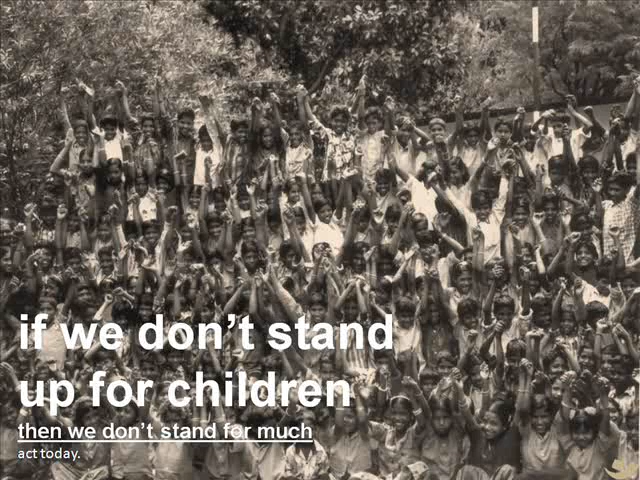 if we don’t stand
up for children
then we don’t stand for much
act today.